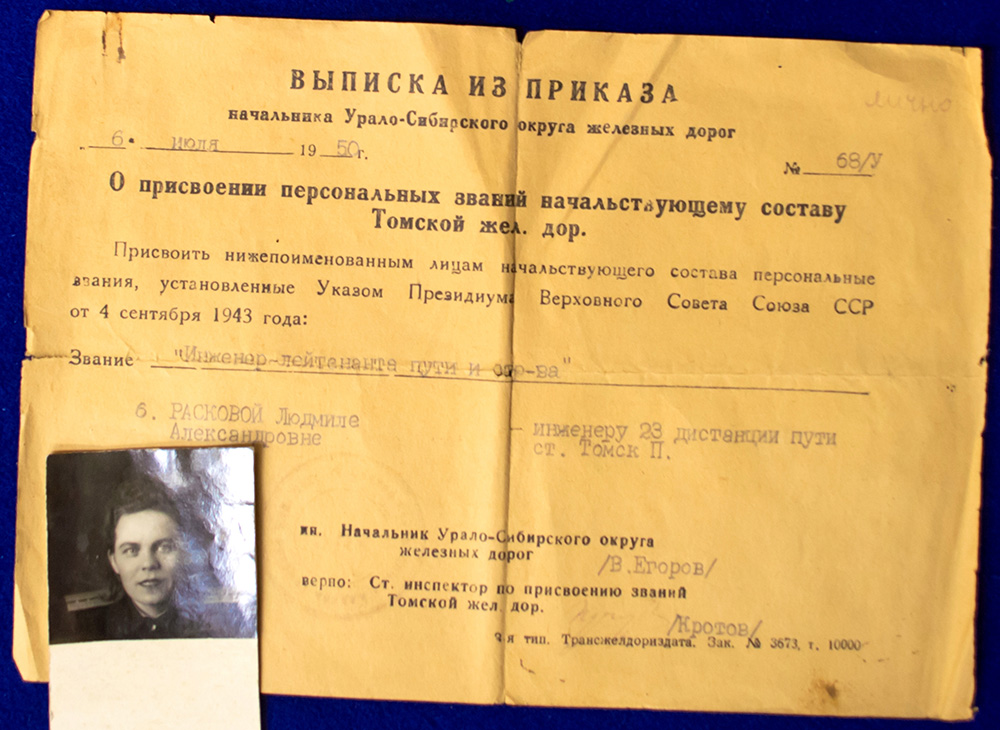 ВЫПИСКА ИЗ ПРИКАЗА
лично
начальника Урало-Сибирского округа железных дорог
„ 6 " июля 1950 г.
№ 68/У
О присвоении персональных званий начальствующему составу
Томской жел. дор.
Присвоить нижепоименованным лицам начальствующего состава персональные
звания, установленные Указом Президиума Верховного Совета Союза ССР
от 4 сентября 1943 года:
Звание "Инженер-лейтенанта пути и стр-ва"
6. РАСКОВОЙ Людмиле
Александровне
- инженеру 23 дистанции пути
ст. Томск П.
Начальник Урало-Сибирского округа
железных дорог
/В.Егоров/
верно: Ст. инспектор по присвоению званий
Томской жел. дор.
/Кротов/
тип. Трансжелдориздата. Зак. № 3673, т. 10000